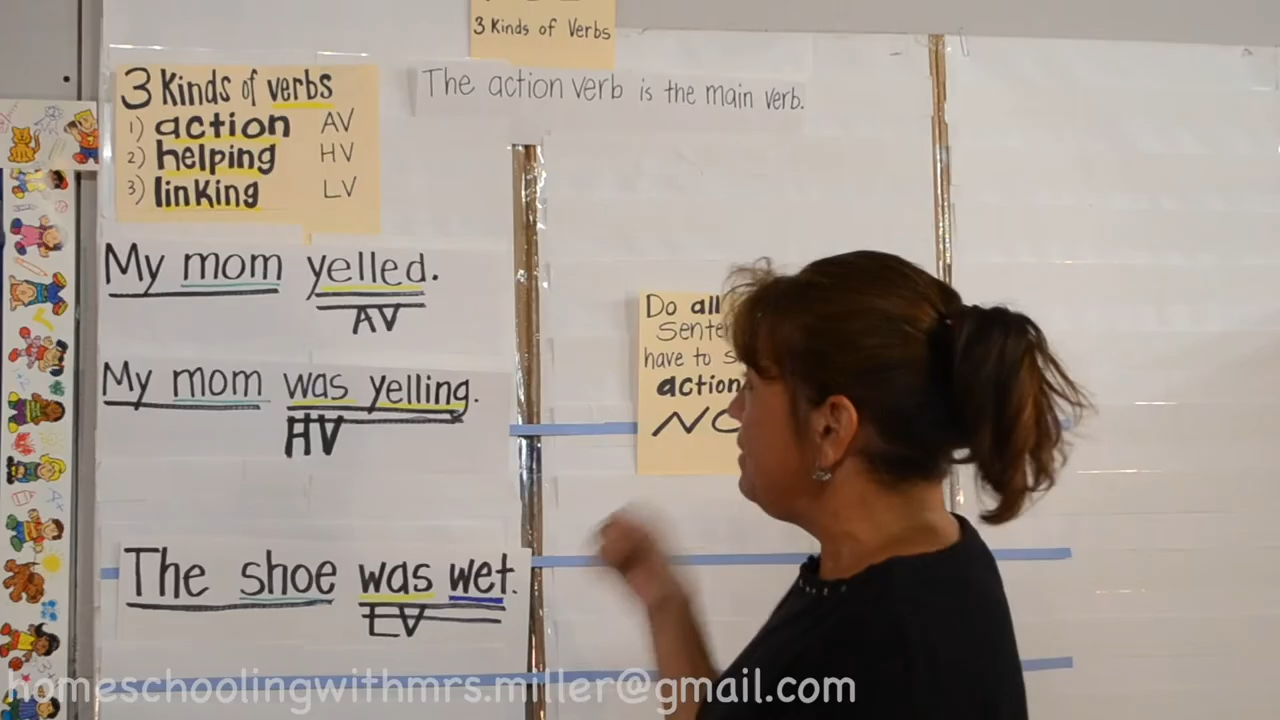 3 Kinds of Verbs
3 Kinds of verbs
1) action AV
2) helping HV
3) linking LV
The action verb is the main verb.
My mom yelled.
AV
My mom was yelling.
HV
Do all
have to
action
The shoe was wet.
LV
homeschoolingwithmrs.miller@gmail.com